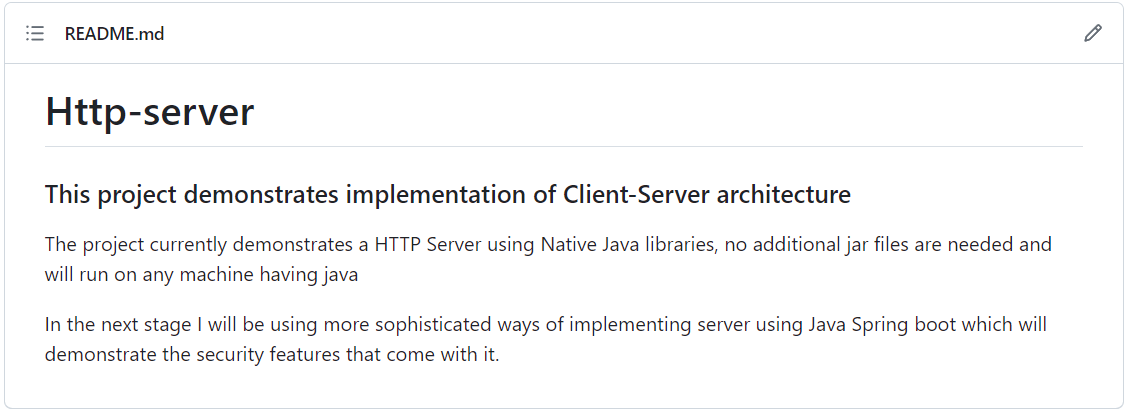 README.md
Http-server
This project demonstrates implementation of Client-Server architecture
The project currently demonstrates a HTTP Server using Native Java libraries, no additional jar files are needed and
will run on any machine having java
In the next stage I will be using more sophisticated ways of implementing server using Java Spring boot which will
demonstrate the security features that come with it.